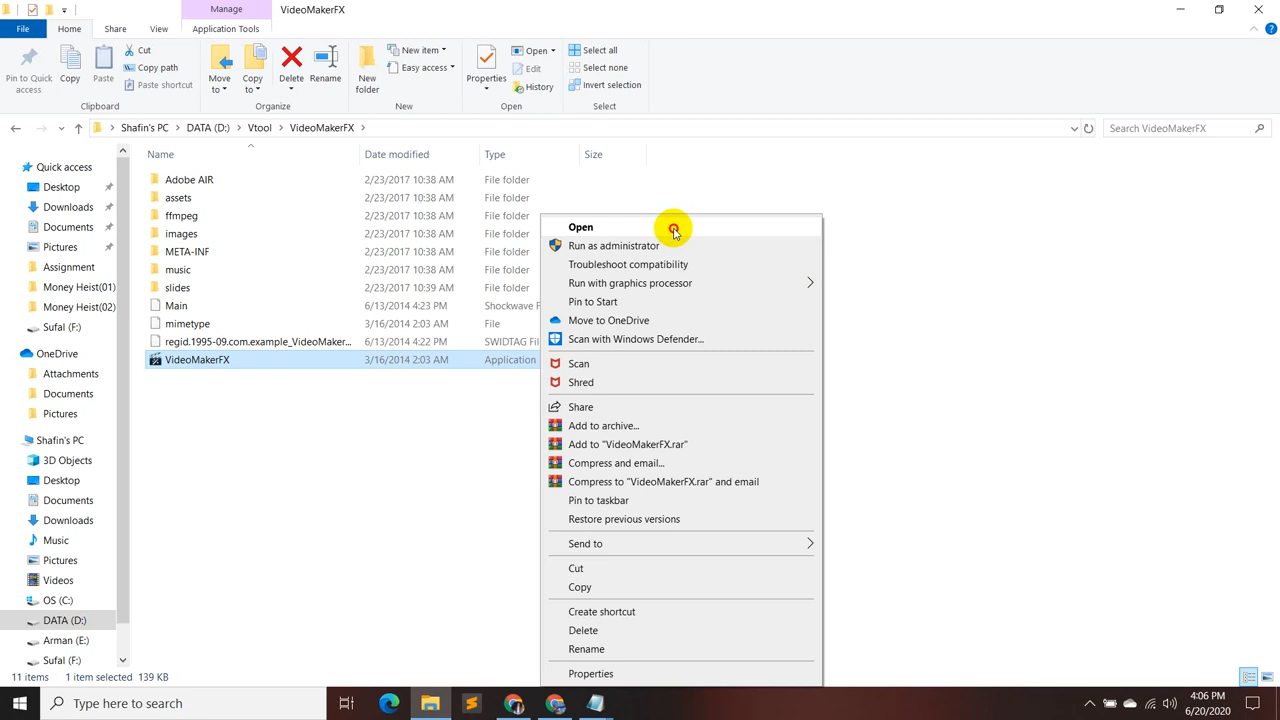 Manage
VideoMakerFX
File
Home
Share
View
Application Tools
Pin to Quick access
Copy
Paste
Cut
Copy path
Paste shortcut
Clipboard
Move to
Copy to
Delete
Rename
Organize
New folder
New item
Easy access
New
Properties
Open
Edit
History
Open
Select all
Select none
Invert selection
Select
Shafin's PC
DATA (D:)
Vtool
VideoMakerFX
Search VideoMakerFX
Name
Date modified
Type
Size
Quick access
Desktop
Downloads
Documents
Pictures
Assignment
Money Heist(01)
Money Heist(02)
Sufal (F:)
OneDrive
Attachments
Documents
Pictures
Shafin's PC
3D Objects
Desktop
Documents
Downloads
Music
Pictures
Videos
OS (C:)
DATA (D:)
Arman (E:)
Sufal (F:)
Adobe AIR 2/23/2017 10:38 AM File folder
assets 2/23/2017 10:38 AM File folder
ffmpeg 2/23/2017 10:38 AM File folder
images 2/23/2017 10:38 AM File folder
META-INF 2/23/2017 10:38 AM File folder
music 2/23/2017 10:38 AM File folder
slides 2/23/2017 10:39 AM File folder
Main 6/13/2014 4:23 PM Shockwave F
mimetype 3/16/2014 2:03 AM File
regid.1995-09.com.example_VideoMaker... 6/13/2014 4:22 PM SWIDTAG File
VideoMakerFX 3/16/2014 2:03 AM Application
Open
Run as administrator
Troubleshoot compatibility
Run with graphics processor
Pin to Start
Move to OneDrive
Scan with Windows Defender...
Scan
Shred
Share
Add to archive...
Add to "VideoMakerFX.rar"
Compress and email...
Compress to "VideoMakerFX.rar" and email
Pin to taskbar
Restore previous versions
Send to
Cut
Copy
Create shortcut
Delete
Rename
Properties
11 items
1 item selected 139 KB
Type here to search
4:06 PM
6/20/2020